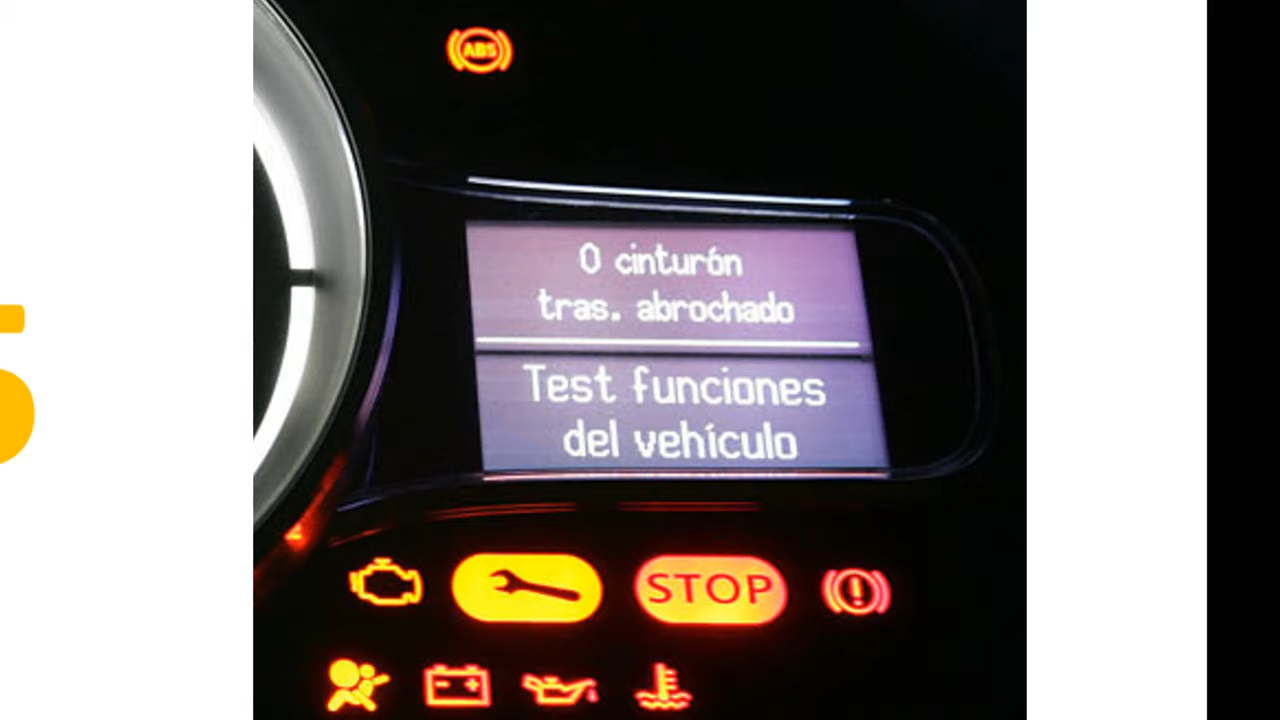 ABS
0 cinturón
tras. abrochado
Test funciones
del vehículo
STOP